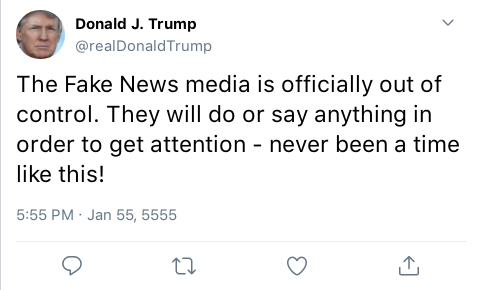 Donald J. Trump
@realDonaldTrump
The Fake News media is officially out of
control. They will do or say anything in
order to get attention - never been a time
like this!
5:55 PM · Jan 55, 5555